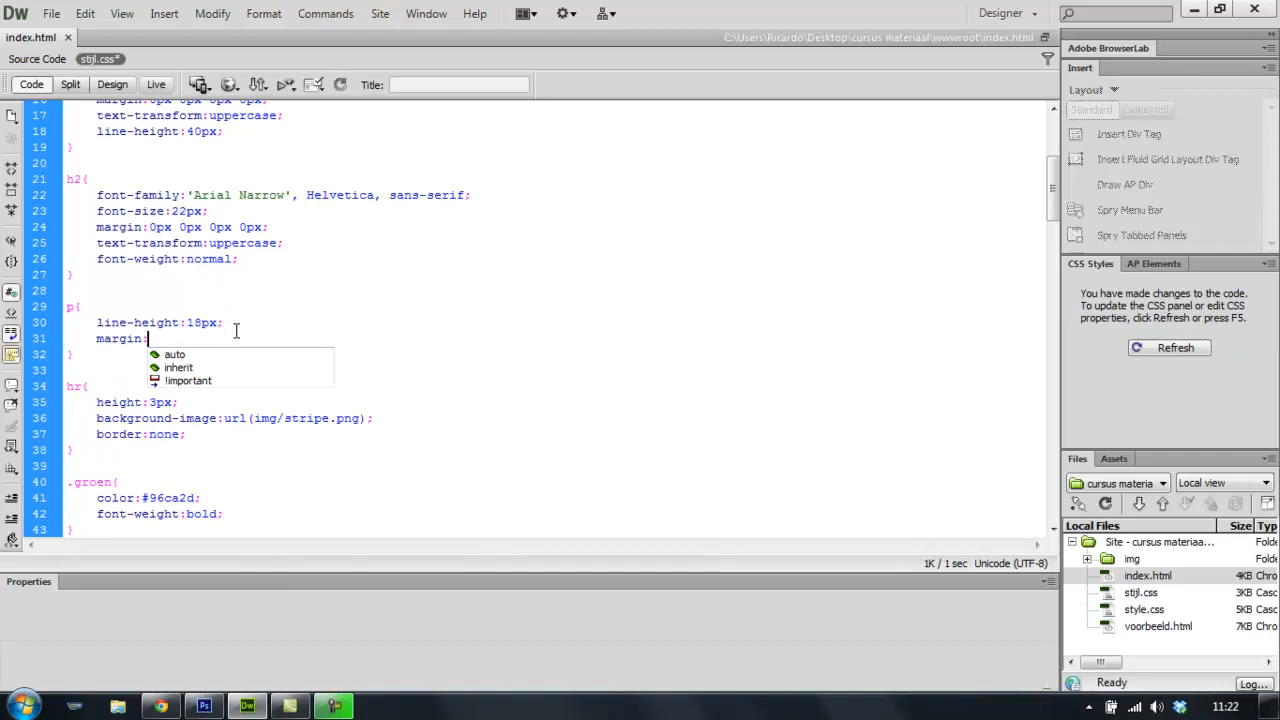 DW File Edit View Insert Modify Format Commands Site Window Help Designer
index.html × C:\Users\Ricardo\Desktop\cursus materiaal\wwwroot\index.html
Source Code stijl.css*
Code Split Design Live Title:
17 text-transform:uppercase;
18 line-height:40px;
19 }
20
21 h2{
22 font-family:'Arial Narrow', Helvetica, sans-serif;
23 font-size:22px;
24 margin:0px 0px 0px 0px;
25 text-transform:uppercase;
26 font-weight:normal;
27 }
28
29 p{
30 line-height:18px;
31 margin:
auto
inherit
!important
32 }
33
34 hr{
35 height:3px;
36 background-image:url(img/stripe.png);
37 border:none;
38 }
39
40 .groen{
41 color:#96ca2d;
42 font-weight:bold;
43 }
1K / 1 sec Unicode (UTF-8)
Properties
Adobe BrowserLab
Insert
Layout
Standard Expanded
Insert Div Tag
Insert Fluid Grid Layout Div Tag
Draw AP Div
Spry Menu Bar
Spry Tabbed Panels
CSS Styles AP Elements
You have made changes to the code.
To update the CSS panel or edit CSS
properties, click Refresh or press F5.
Refresh
Files Assets
cursus materia Local view
Local Files Size Typ
Site - cursus materiaa... Folde
img Folde
index.html 4KB Chro
stijl.css 3KB Casc
style.css 5KB Casc
voorbeeld.html 7KB Chro
Ready Log...
Ps Dw 11:22